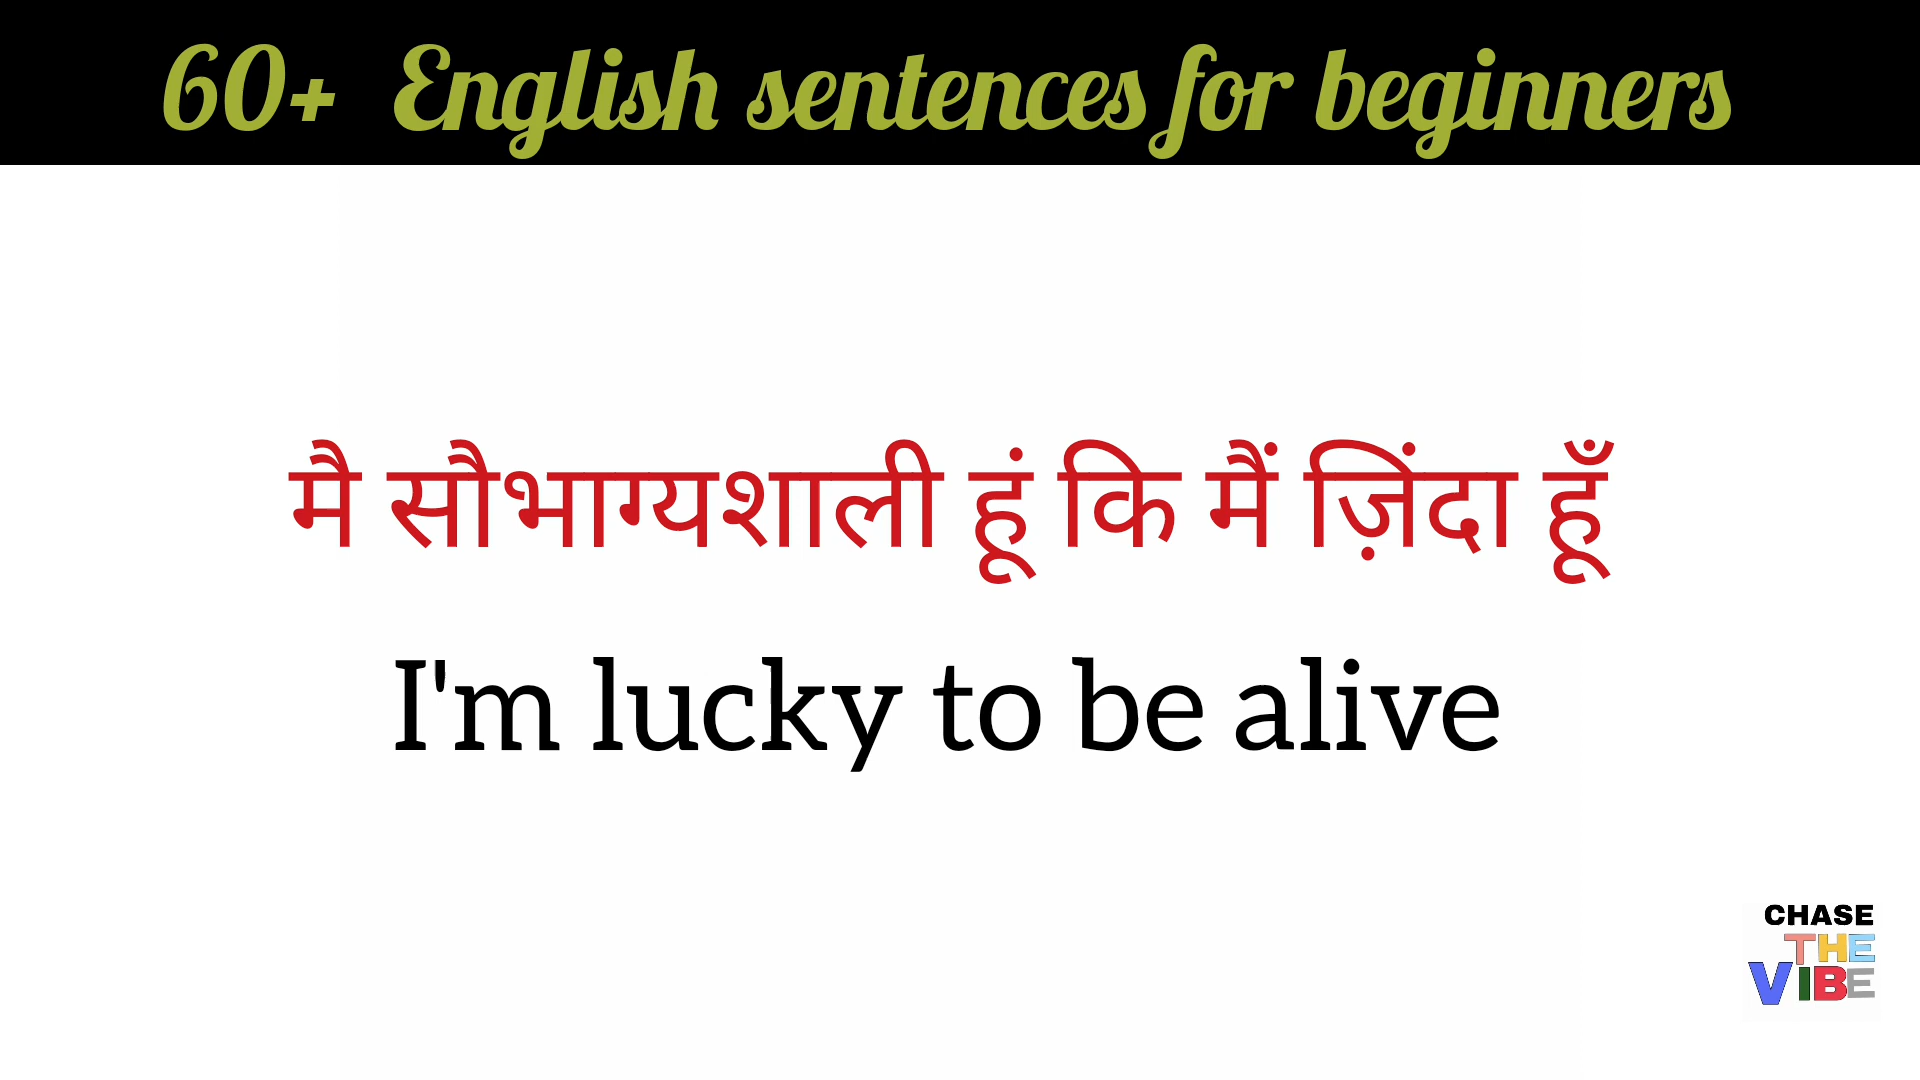 60+ English sentences for beginners
मै सौभाग्यशाली हूं कि मैं ज़िंदा हूँ
I'm lucky to be alive
CHASE
THE
VIBE